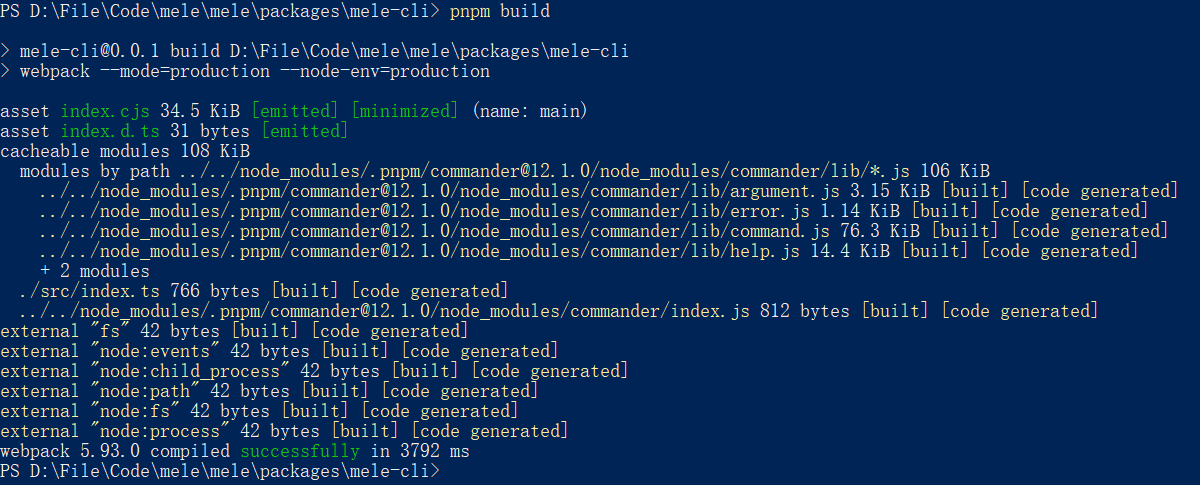 PS D:\File\Code\mele\mele\packages\mele-cli> pnpm build
> mele-cli@0.0.1 build D:\File\Code\mele\mele\packages\mele-cli
> webpack --mode=production --node-env=production
asset index.cjs 34.5 KiB [emitted] [minimized] (name: main)
asset index.d.ts 31 bytes [emitted]
cacheable modules 108 KiB
  modules by path ../../node_modules/.pnpm/commander@12.1.0/node_modules/commander/lib/*.js 106 KiB
    ../../node_modules/.pnpm/commander@12.1.0/node_modules/commander/lib/argument.js 3.15 KiB [built] [code generated]
    ../../node_modules/.pnpm/commander@12.1.0/node_modules/commander/lib/error.js 1.14 KiB [built] [code generated]
    ../../node_modules/.pnpm/commander@12.1.0/node_modules/commander/lib/command.js 76.3 KiB [built] [code generated]
    ../../node_modules/.pnpm/commander@12.1.0/node_modules/commander/lib/help.js 14.4 KiB [built] [code generated]
    + 2 modules
  ./src/index.ts 766 bytes [built] [code generated]
  ../../node_modules/.pnpm/commander@12.1.0/node_modules/commander/index.js 812 bytes [built] [code generated]
external "fs" 42 bytes [built] [code generated]
external "node:events" 42 bytes [built] [code generated]
external "node:child_process" 42 bytes [built] [code generated]
external "node:path" 42 bytes [built] [code generated]
external "node:fs" 42 bytes [built] [code generated]
external "node:process" 42 bytes [built] [code generated]
webpack 5.93.0 compiled successfully in 3792 ms
PS D:\File\Code\mele\mele\packages\mele-cli>